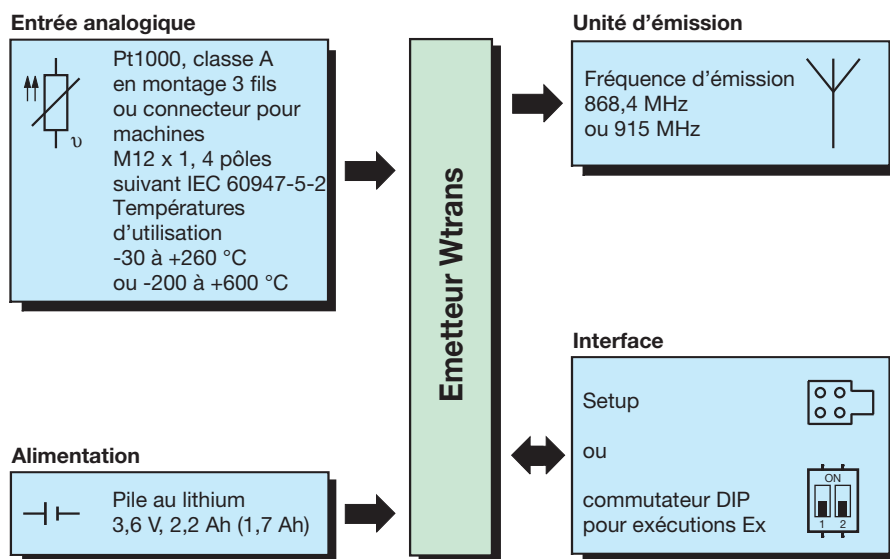 Entrée analogique
Pt1000, classe A
en montage 3 fils
ou connecteur pour
machines
M12 x 1, 4 pôles
suivant IEC 60947-5-2
Températures
d'utilisation
-30 à +260 °C
ou -200 à +600 °C
υ
Alimentation
Pile au lithium
3,6 V, 2,2 Ah (1,7 Ah)
Emetteur Wtrans
Unité d'émission
Fréquence d'émission
868,4 MHz
ou 915 MHz
Interface
Setup
ou
commutateur DIP
pour exécutions Ex
ON
1 2